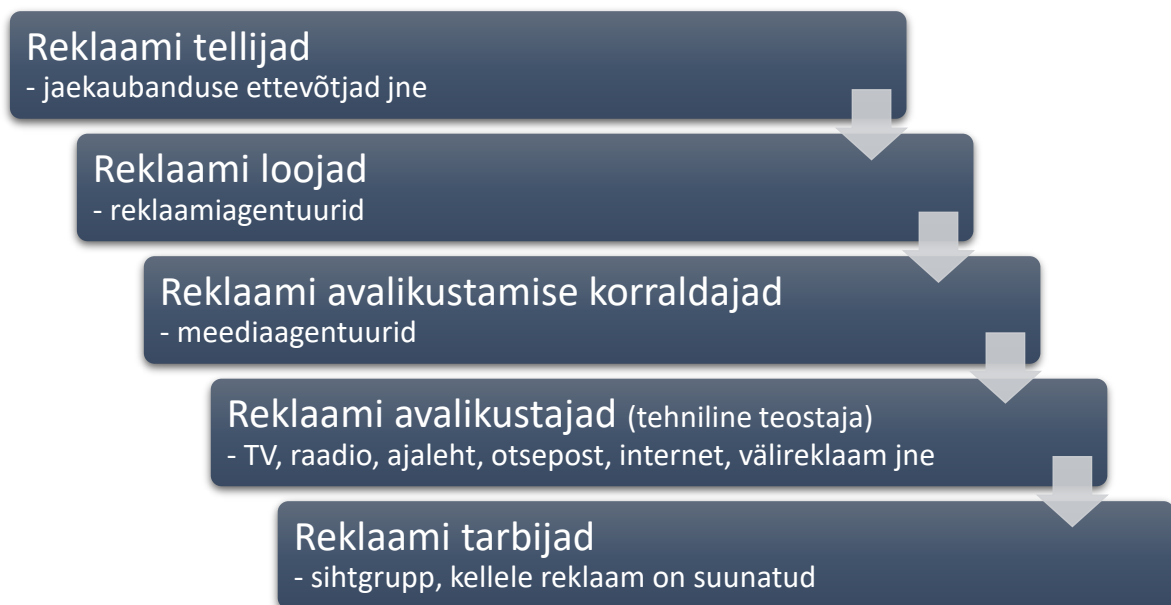 Reklaami tellijad
- jaekaubanduse ettevõtjad jne
Reklaami loojad
- reklaamiagentuurid
Reklaami avalikustamise korraldajad
- meediaagentuurid
Reklaami avalikustajad (tehniline teostaja)
- TV, raadio, ajaleht, otsepost, internet, välireklaam jne
Reklaami tarbijad
- sihtgrupp, kellele reklaam on suunatud